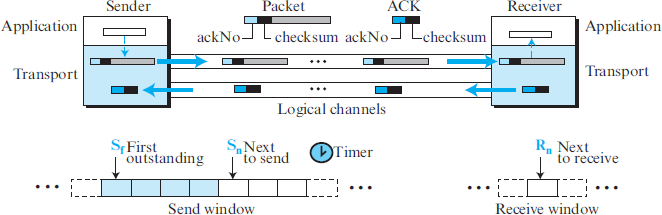 Sender Packet ACK Receiver
Application ackNo checksum ackNo checksum Application
Transport Transport
Logical channels
Sf First outstanding
Sn Next to send
Timer
Rn Next to receive
Send window Receive window